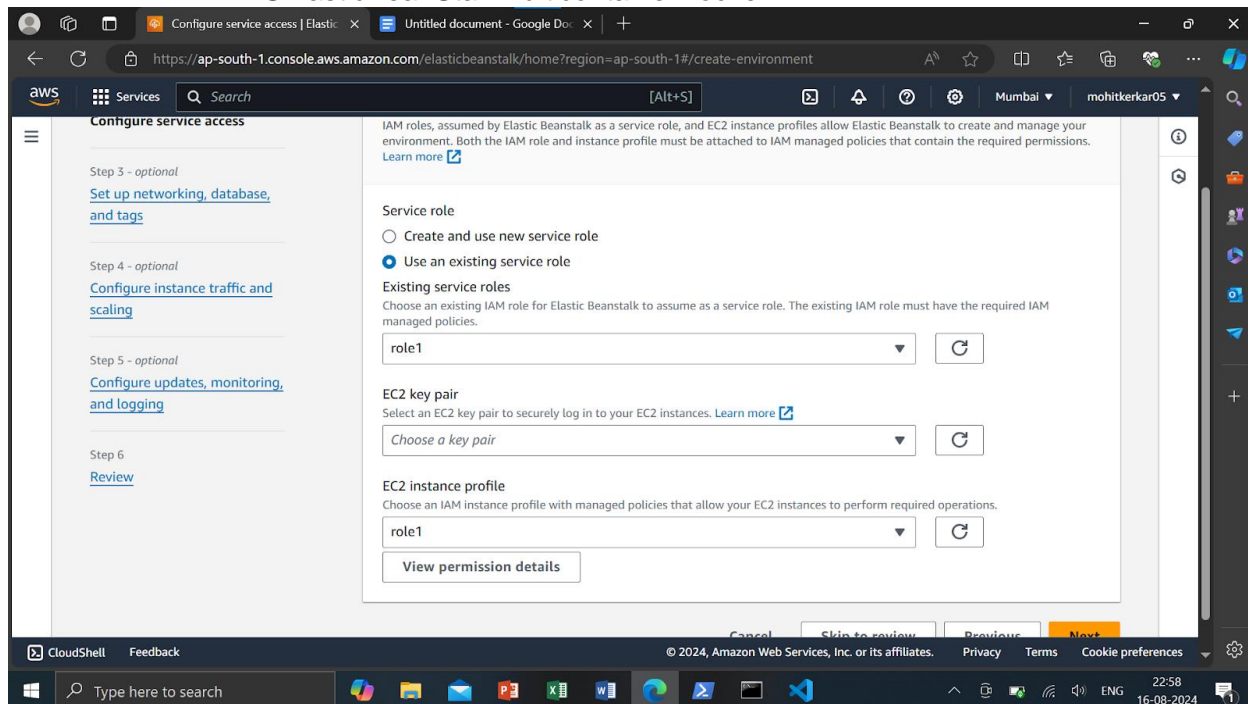 Configure service access | Elastic
Untitled document - Google Doc
https://ap-south-1.console.aws.amazon.com/elasticbeanstalk/home?region=ap-south-1#/create-environment
aws
Services
Search
[Alt+S]
Mumbai
mohitkerkar05
Configure service access
Step 3 - optional
Set up networking, database,
and tags
Step 4 - optional
Configure instance traffic and
scaling
Step 5 - optional
Configure updates, monitoring,
and logging
Step 6
Review
IAM roles, assumed by Elastic Beanstalk as a service role, and EC2 instance profiles allow Elastic Beanstalk to create and manage your
environment. Both the IAM role and instance profile must be attached to IAM managed policies that contain the required permissions.
Learn more
Service role
Create and use new service role
Use an existing service role
Existing service roles
Choose an existing IAM role for Elastic Beanstalk to assume as a service role. The existing IAM role must have the required IAM
managed policies.
role1
EC2 key pair
Select an EC2 key pair to securely log in to your EC2 instances. Learn more
Choose a key pair
EC2 instance profile
Choose an IAM instance profile with managed policies that allow your EC2 instances to perform required operations.
role1
View permission details
Cancel
Skip to review
Previous
Next
CloudShell
Feedback
© 2024, Amazon Web Services, Inc. or its affiliates.
Privacy
Terms
Cookie preferences
Type here to search
ENG
22:58
16-08-2024